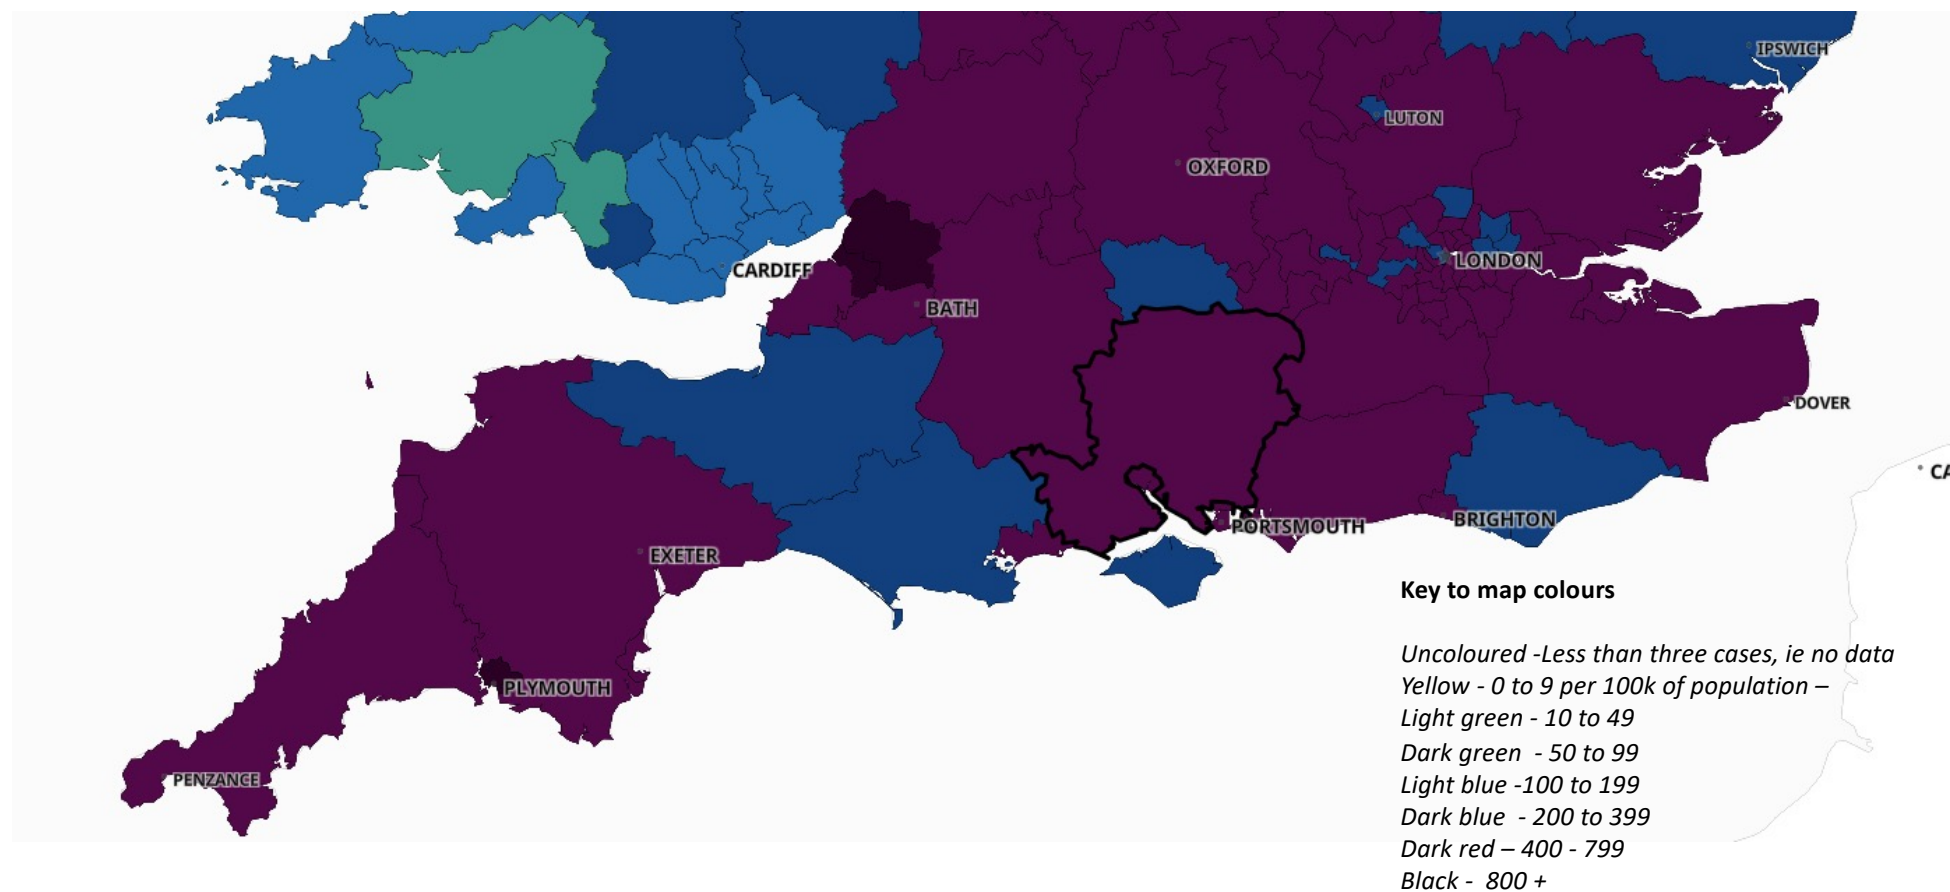 IPSWICH
LUTON
OXFORD
LONDON
CARDIFF
BATH
DOVER
CA
PORTSMOUTH
BRIGHTON
EXETER
PLYMOUTH
PENZANCE
Key to map colours
Uncoloured -Less than three cases, ie no data
Yellow - 0 to 9 per 100k of population –
Light green - 10 to 49
Dark green  - 50 to 99
Light blue -100 to 199
Dark blue  - 200 to 399
Dark red – 400 - 799
Black -  800 +